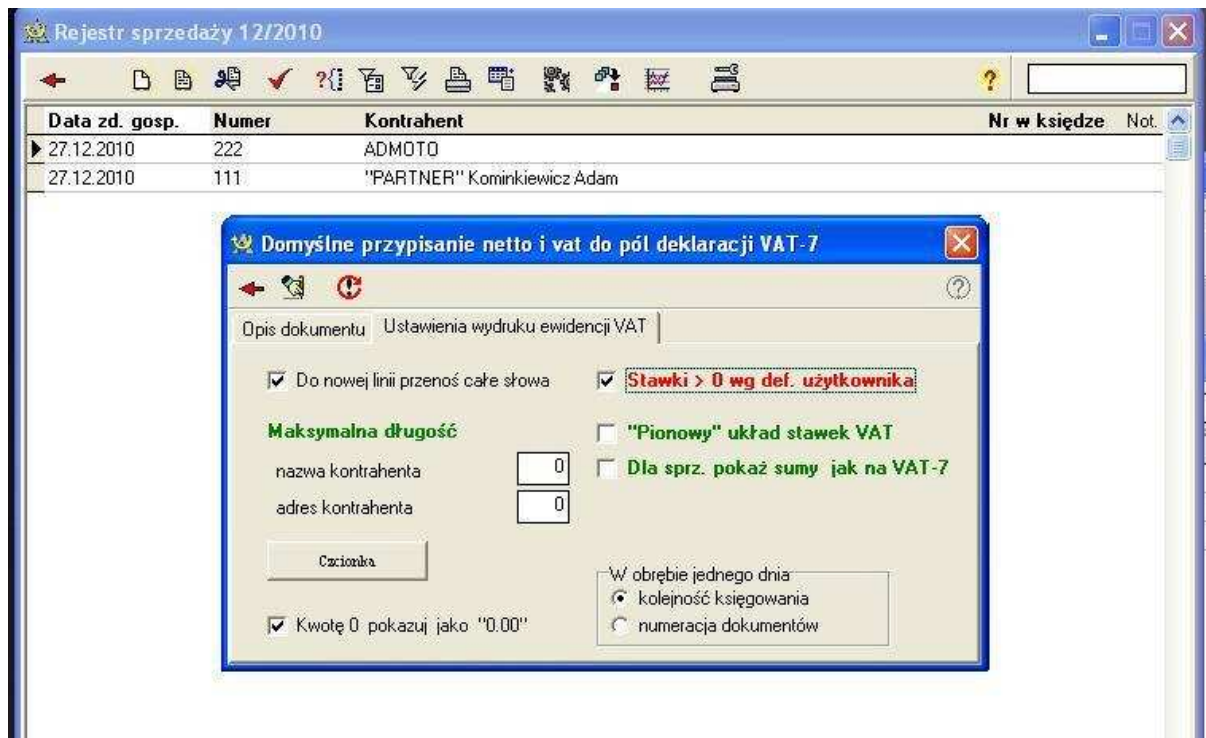 Rejestr sprzedaży 12/2010
Data zd. gosp. Numer Kontrahent Nr w księdze Not.
27.12.2010 222 ADMOTO
27.12.2010 111 "PARTNER" Kominkiewicz Adam
Domyślne przypisanie netto i vat do pól deklaracji VAT-7
Opis dokumentu Ustawienia wydruku ewidencji VAT
Do nowej linii przenoś całe słowa
Stawki > 0 wg def. użytkownika
Maksymalna długość
"Pionowy" układ stawek VAT
nazwa kontrahenta 0
Dla sprz. pokaż sumy jak na VAT-7
adres kontrahenta 0
Czcionka
W obrębie jednego dnia
kolejność księgowania
Kwotę 0 pokazuj jako "0.00"
numeracja dokumentów